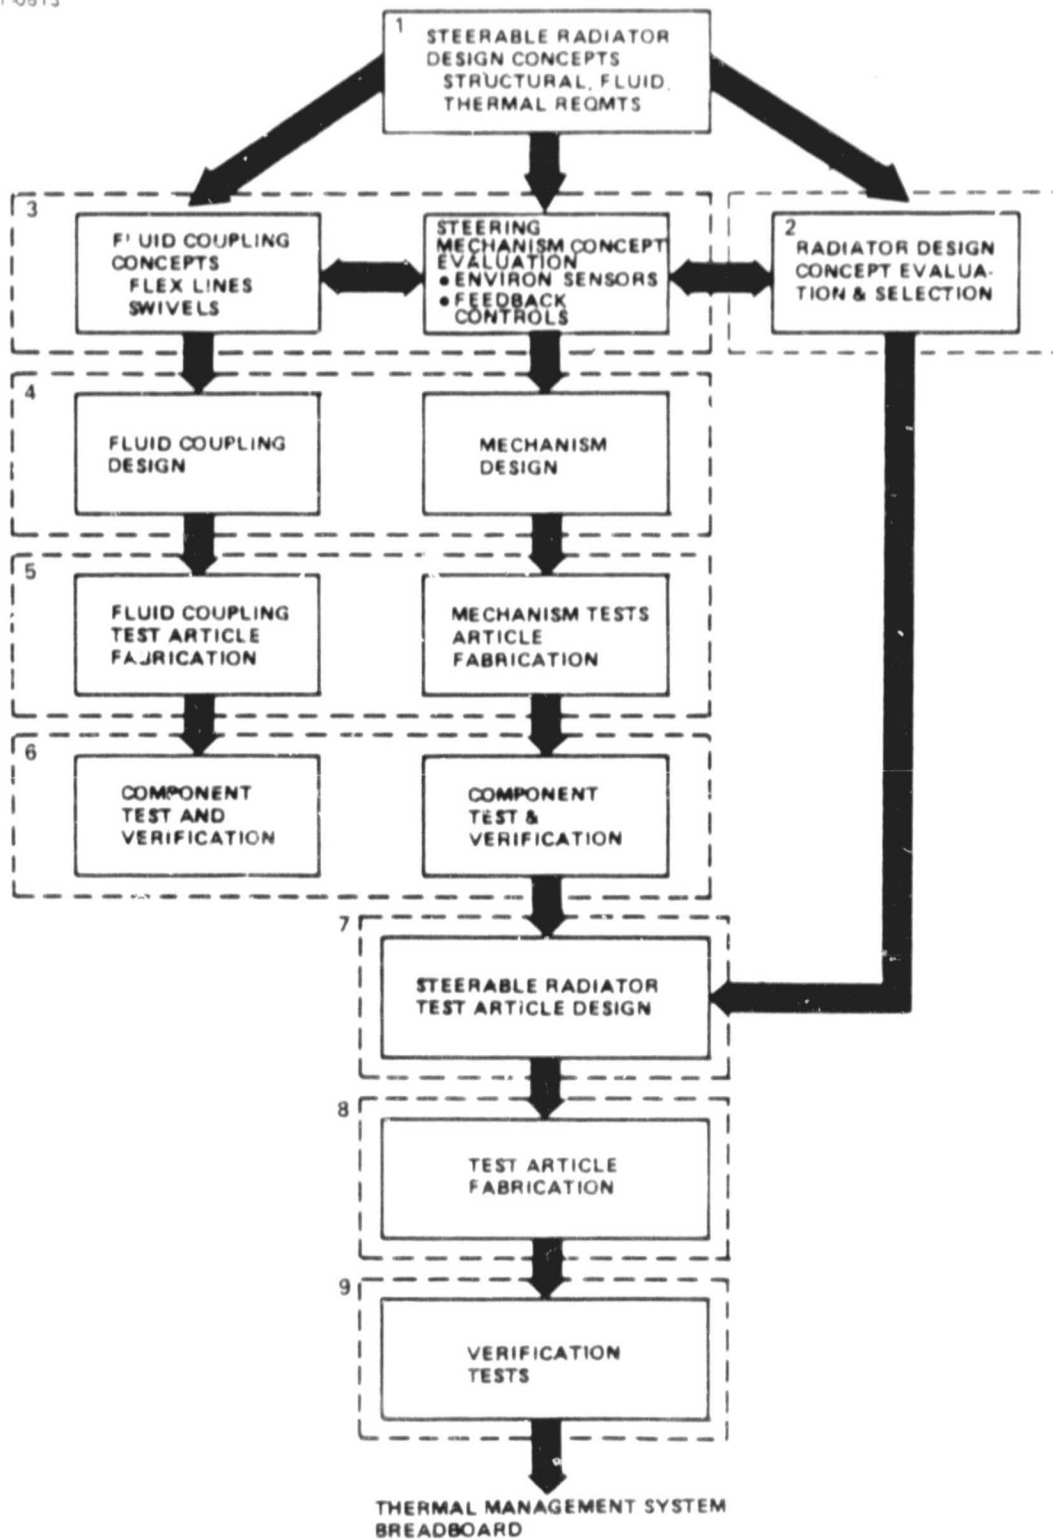 1
STEERABLE RADIATOR
DESIGN CONCEPTS
STRUCTURAL, FLUID,
THERMAL REQMTS
3
FLUID COUPLING
CONCEPTS
FLEX LINES
SWIVELS
STEERING
MECHANISM CONCEPT
EVALUATION
• ENVIRON SENSORS
• FEEDBACK
CONTROLS
2
RADIATOR DESIGN
CONCEPT EVALUA-
TION & SELECTION
4
FLUID COUPLING
DESIGN
MECHANISM
DESIGN
5
FLUID COUPLING
TEST ARTICLE
FABRICATION
MECHANISM TESTS
ARTICLE
FABRICATION
6
COMPONENT
TEST AND
VERIFICATION
COMPONENT
TEST &
VERIFICATION
7
STEERABLE RADIATOR
TEST ARTICLE DESIGN
8
TEST ARTICLE
FABRICATION
9
VERIFICATION
TESTS
THERMAL MANAGEMENT SYSTEM
BREADBOARD